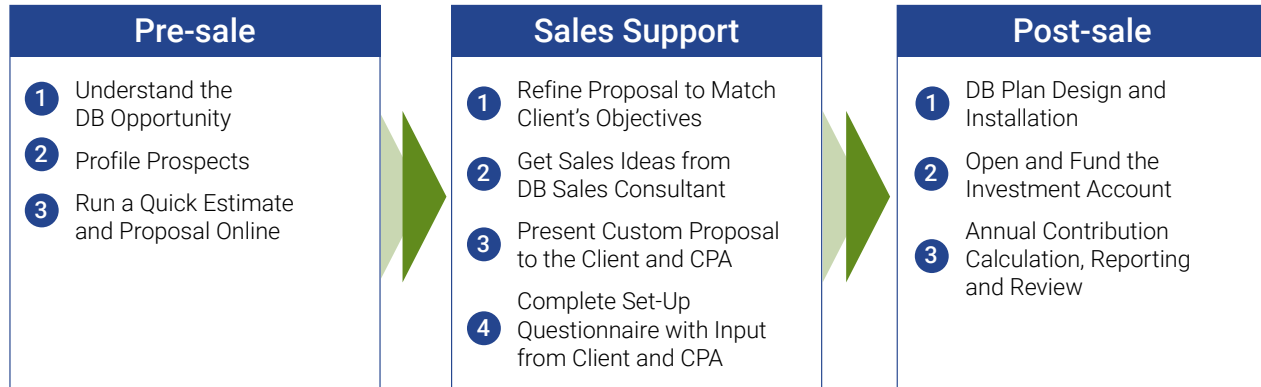 Pre-sale
1 Understand the
DB Opportunity
2 Profile Prospects
3 Run a Quick Estimate
and Proposal Online
Sales Support
1 Refine Proposal to Match
Client’s Objectives
2 Get Sales Ideas from
DB Sales Consultant
3 Present Custom Proposal
to the Client and CPA
4 Complete Set-Up
Questionnaire with Input
from Client and CPA
Post-sale
1 DB Plan Design and
Installation
2 Open and Fund the
Investment Account
3 Annual Contribution
Calculation, Reporting
and Review